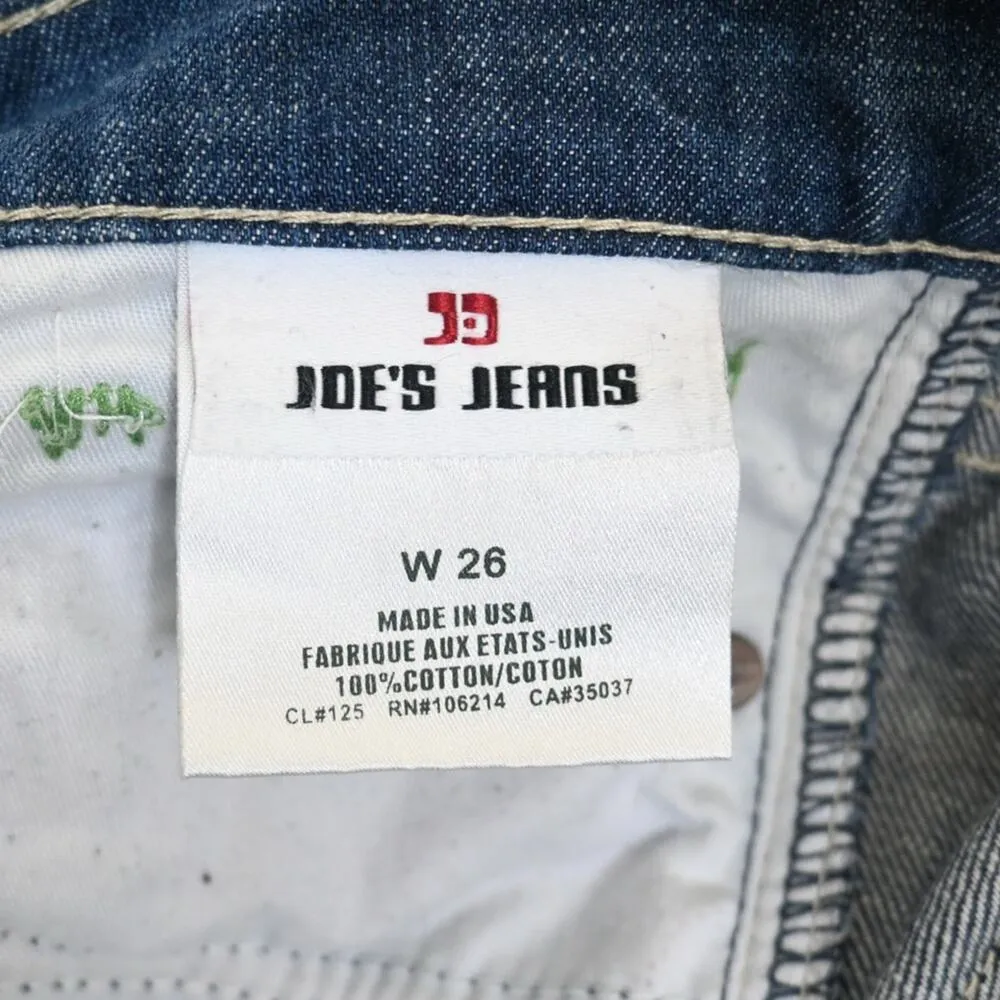 JD
JOE'S JEANS
W 26
MADE IN USA
FABRIQUE AUX ETATS-UNIS
100%COTTON/COTON
CL#125 RN#106214 CA#35037